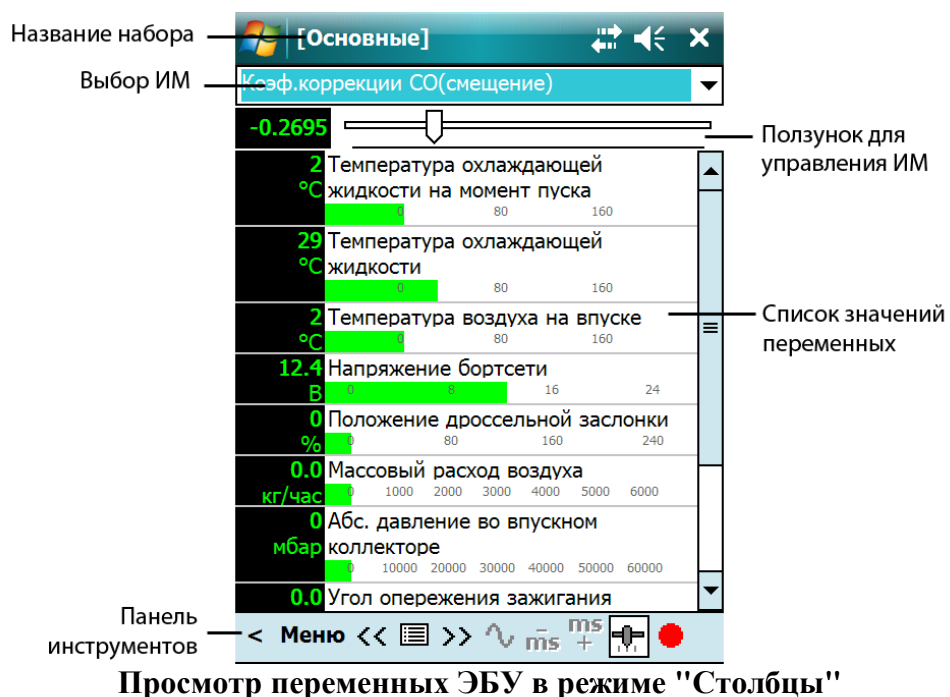 Название набора
[Основные]
Выбор ИМ
Коэф.коррекции СО(смещение)
-0.2695
Ползунок для
управления ИМ
2 Температура охлаждающей
°C жидкости на момент пуска
0 80 160
29 Температура охлаждающей
°C жидкости
0 80 160
2 Температура воздуха на впуске
°C 0 80 160
Список значений
переменных
12.4 Напряжение бортсети
В 0 8 16 24
0 Положение дроссельной заслонки
% 0 80 160 240
0.0 Массовый расход воздуха
кг/час 0 1000 2000 3000 4000 5000 6000
0 Абс. давление во впускном
мбар коллекторе
0 10000 20000 30000 40000 50000 60000
0.0 Угол опережения зажигания
Панель
инструментов
< Меню << >> ms ms +
Просмотр переменных ЭБУ в режиме "Столбцы"